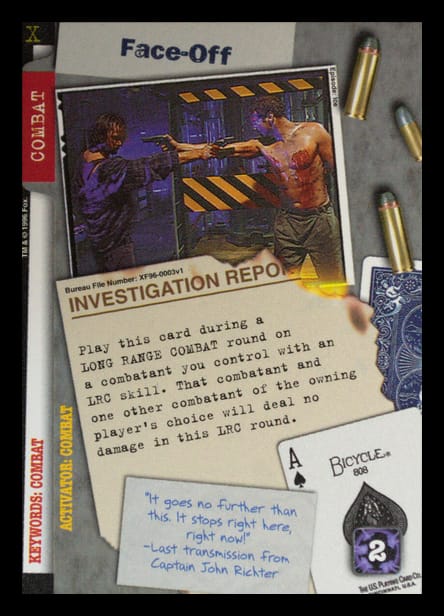 X
Face-Off
COMBAT
Episode: Ice
TM & © 1996 Fox.
Bureau File Number: XF96-0003v1
INVESTIGATION REPO
Play this card during a
LONG RANGE COMBAT round on
a combatant you control with an
LRC skill. That combatant and
one other combatant of the owning
player's choice will deal no
damage in this LRC round.
KEYWORDS: COMBAT
ACTIVATOR: COMBAT
"It goes no further than
this. It stops right here,
right now!"
-Last transmission from
Captain John Richter
A
BICYCLE®
808
2
THE U.S. PLAYING CARD CO.
CINCINNATI, U.S.A.